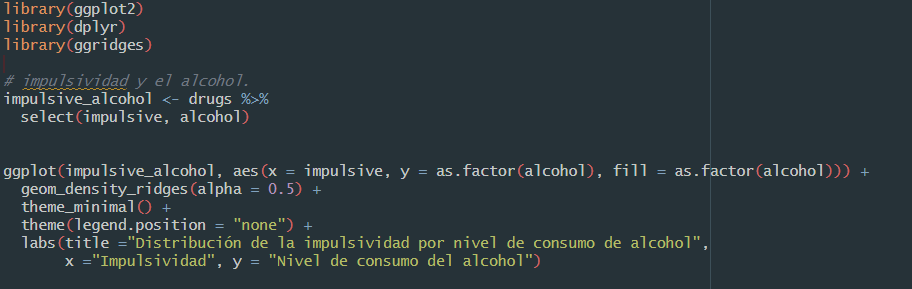 library(ggplot2)
library(dplyr)
library(ggridges)
# impulsividad y el alcohol.
impulsive_alcohol <- drugs %>%
  select(impulsive, alcohol)
ggplot(impulsive_alcohol, aes(x = impulsive, y = as.factor(alcohol), fill = as.factor(alcohol))) +
  geom_density_ridges(alpha = 0.5) +
  theme_minimal() +
  theme(legend.position = "none") +
  labs(title ="Distribución de la impulsividad por nivel de consumo de alcohol",
       x ="Impulsividad", y = "Nivel de consumo del alcohol")